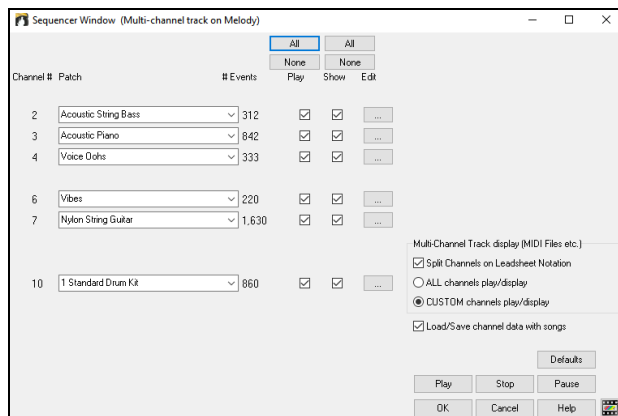 Sequencer Window (Multi-channel track on Melody)
All All
None None
Channel # Patch # Events Play Show Edit
2 Acoustic String Bass 312 ...
3 Acoustic Piano 842 ...
4 Voice Oohs 333 ...
6 Vibes 220 ...
7 Nylon String Guitar 1,630 ...
10 1 Standard Drum Kit 860 ...
Multi-Channel Track display (MIDI Files etc.)
Split Channels on Leadsheet Notation
ALL channels play/display
CUSTOM channels play/display
Load/Save channel data with songs
Defaults
Play Stop Pause
OK Cancel Help